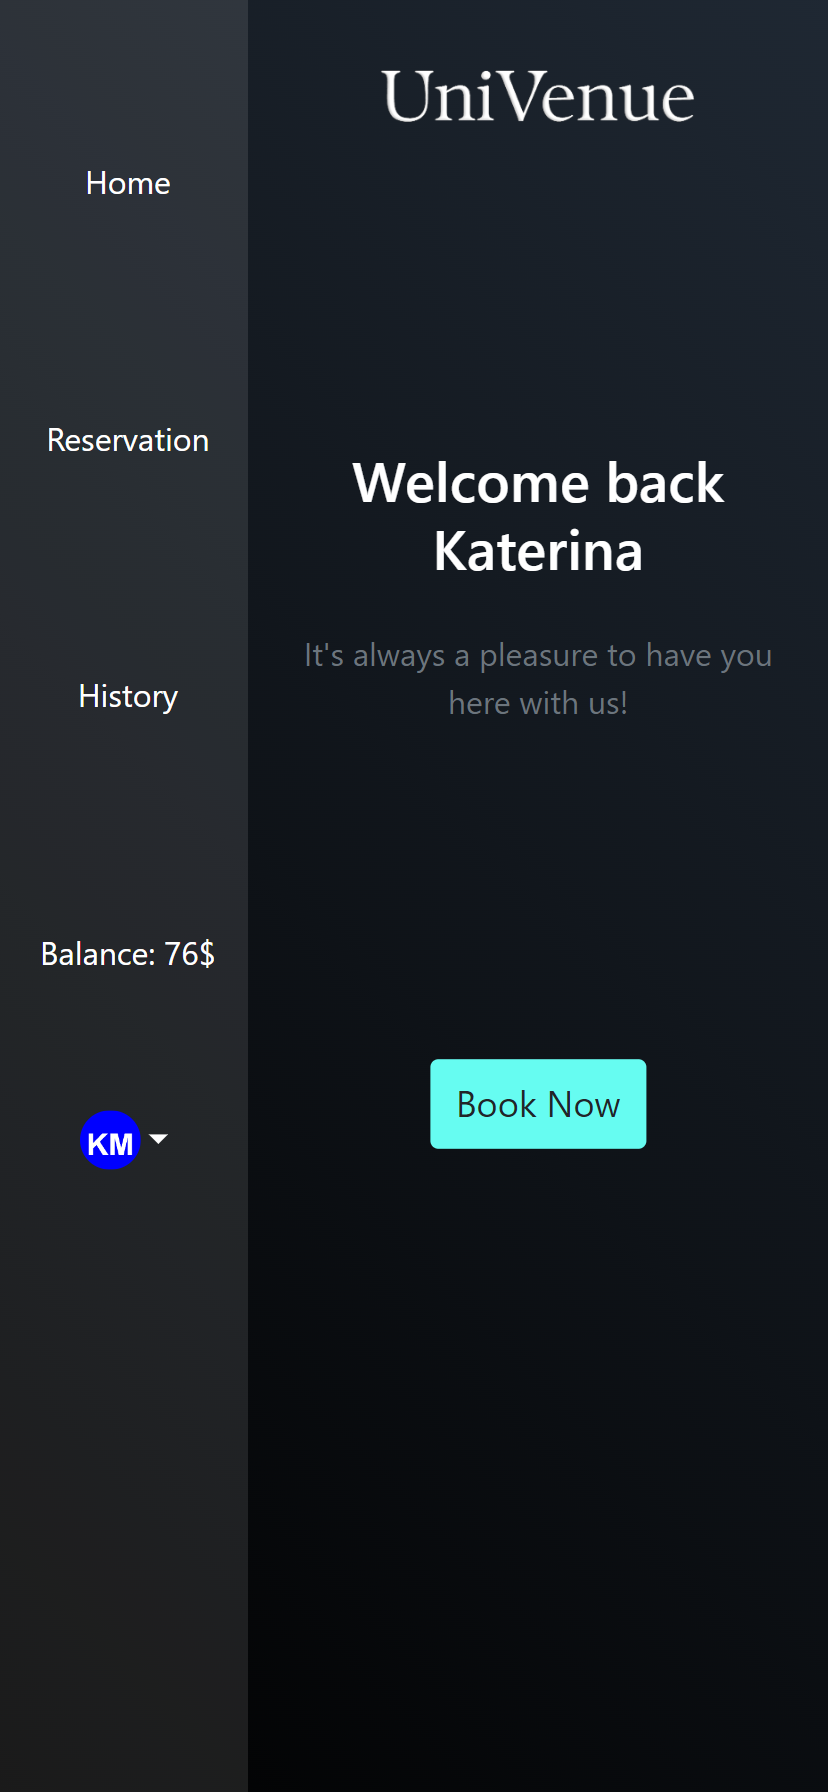 UniVenue
Home
Reservation
History
Balance: 76$
KM
Welcome back
Katerina
It's always a pleasure to have you
here with us!
Book Now